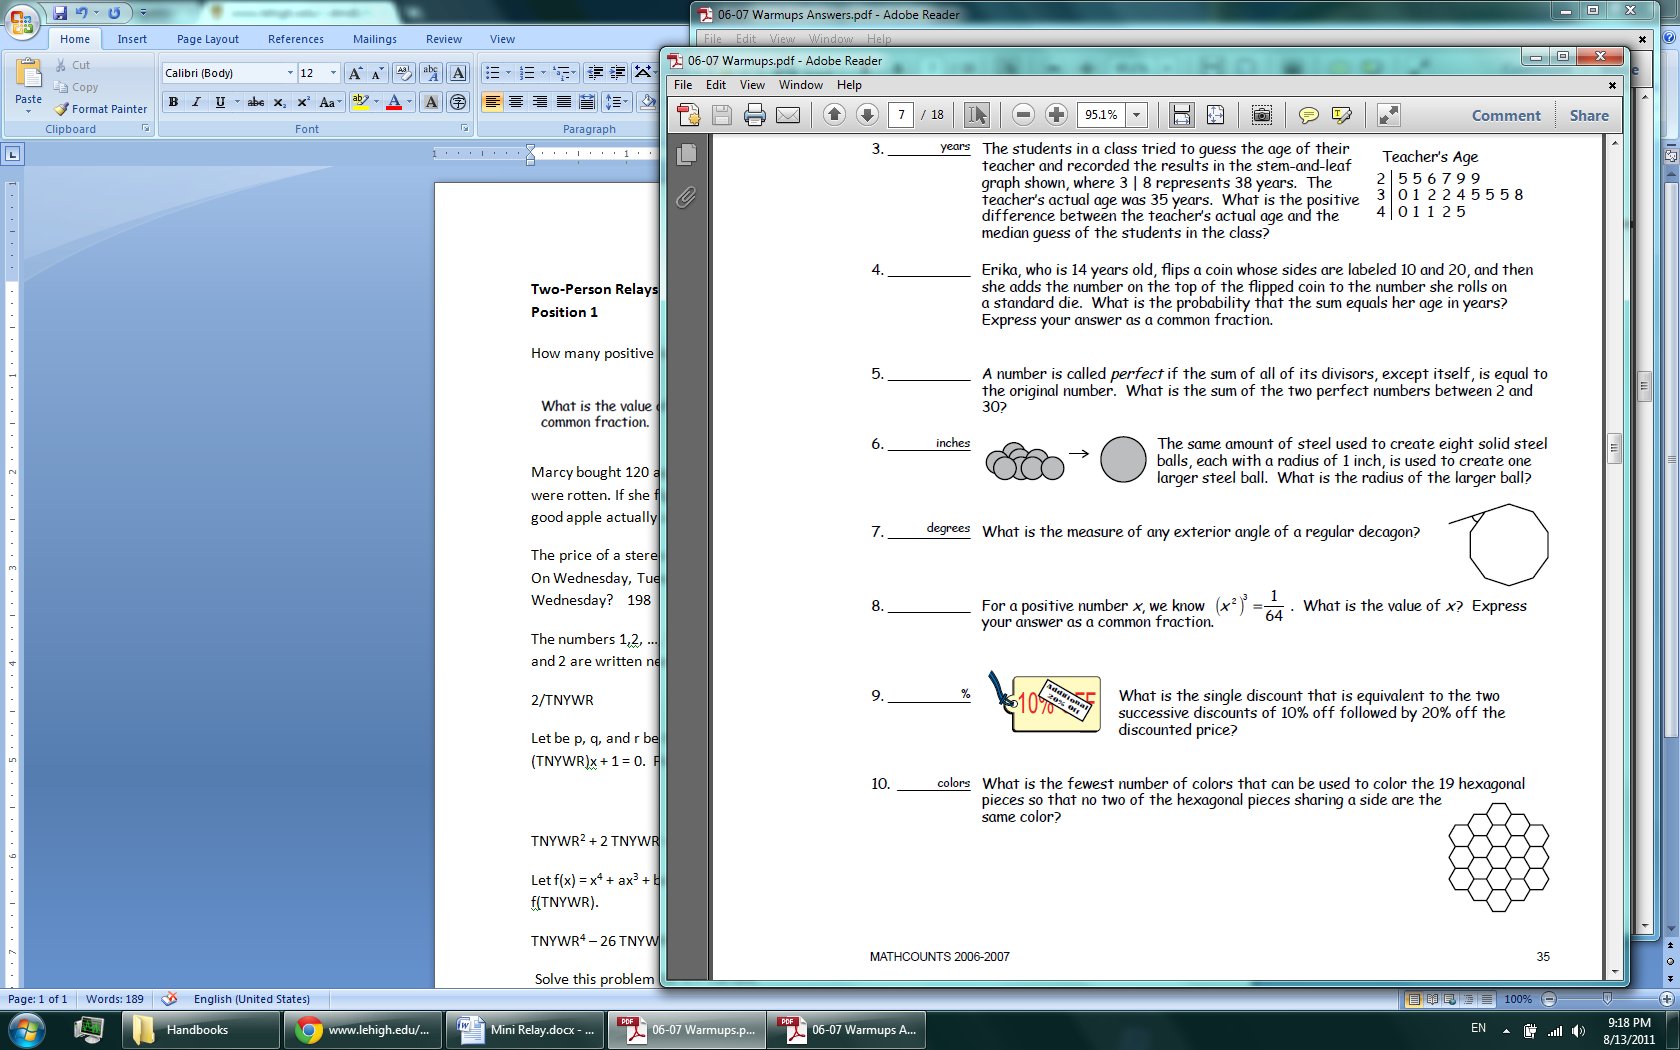 06-07 Warmups Answers.pdf - Adobe Reader
File Edit View Window Help
Home Insert Page Layout References Mailings Review View
Paste
Cut
Copy
Format Painter
Clipboard
Calibri (Body) 12
Font
Paragraph
Two-Person Relays
Position 1
How many positive
What is the value
common fraction.
Marcy bought 120 a
were rotten. If she f
good apple actually
The price of a stere
On Wednesday, Tue
Wednesday? 198
The numbers 1,2, ...
and 2 are written ne
2/TNYWR
Let be p, q, and r be
(TNYWR)x + 1 = 0.
TNYWR² + 2 TNYWR
Let f(x) = x⁴ + ax³ + b
f(TNYWR).
TNYWR⁴ – 26 TNYW
Solve this problem
06-07 Warmups.pdf - Adobe Reader
File Edit View Window Help
7 / 18 95.1% Comment Share
3. ________ years The students in a class tried to guess the age of their
teacher and recorded the results in the stem-and-leaf
graph shown, where 3 | 8 represents 38 years. The
teacher's actual age was 35 years. What is the positive
difference between the teacher's actual age and the
median guess of the students in the class?
Teacher's Age
2 | 5 5 6 7 9 9
3 | 0 1 2 2 4 5 5 5 8
4 | 0 1 1 2 5
4. ________ Erika, who is 14 years old, flips a coin whose sides are labeled 10 and 20, and then
she adds the number on the top of the flipped coin to the number she rolls on
a standard die. What is the probability that the sum equals her age in years?
Express your answer as a common fraction.
5. ________ A number is called perfect if the sum of all of its divisors, except itself, is equal to
the original number. What is the sum of the two perfect numbers between 2 and
30?
6. ________ inches The same amount of steel used to create eight solid steel
balls, each with a radius of 1 inch, is used to create one
larger steel ball. What is the radius of the larger ball?
7. ________ degrees What is the measure of any exterior angle of a regular decagon?
8. ________ For a positive number x, we know (x²)³ = 1/64 . What is the value of x? Express
your answer as a common fraction.
9. ________ % What is the single discount that is equivalent to the two
successive discounts of 10% off followed by 20% off the
discounted price?
10%
Additional
20% Off
10. ________ colors What is the fewest number of colors that can be used to color the 19 hexagonal
pieces so that no two of the hexagonal pieces sharing a side are the
same color?
MATHCOUNTS 2006-2007 35
Page: 1 of 1 Words: 189 English (United States) 100%
Handbooks www.lehigh.edu/... Mini Relay.docx - ... 06-07 Warmups.p... 06-07 Warmups A...
EN 9:18 PM
8/13/2011